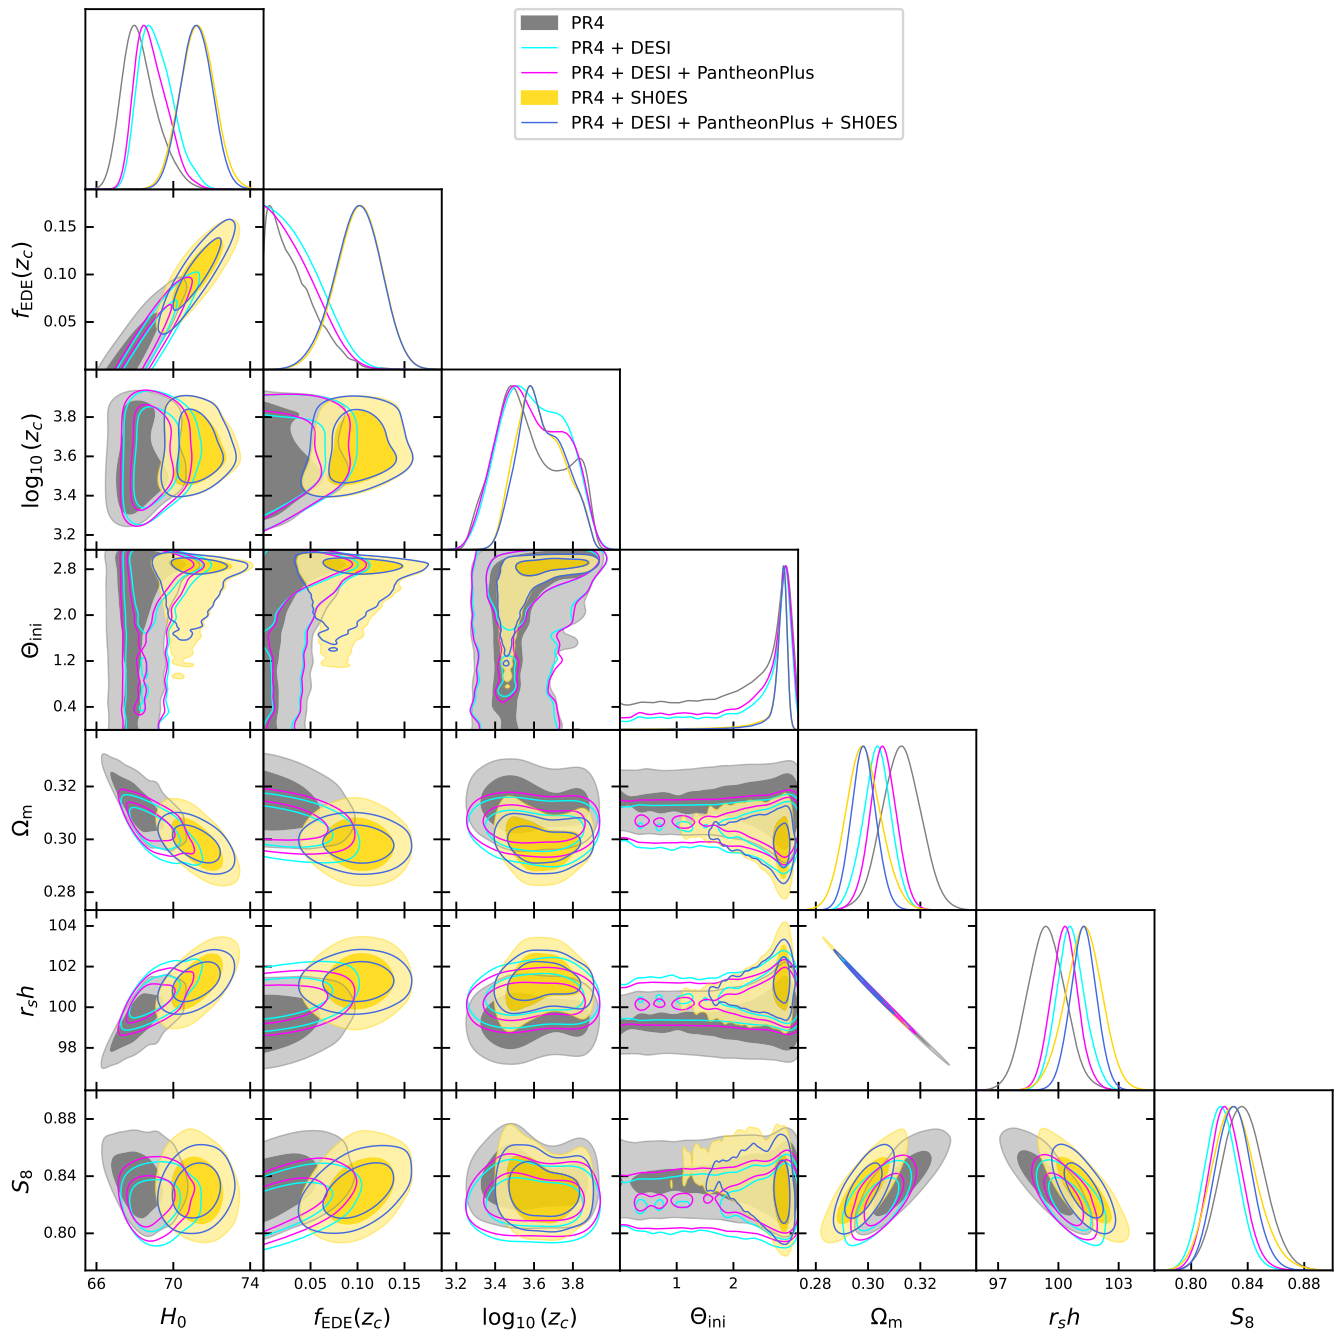 PR4
PR4 + DESI
PR4 + DESI + PantheonPlus
PR4 + SH0ES
PR4 + DESI + PantheonPlus + SH0ES
0.15
0.10
0.05
f_EDE(z_c)
3.8
3.6
3.4
3.2
log₁₀(z_c)
2.8
2.0
1.2
0.4
Θ_ini
0.32
0.30
0.28
Ω_m
104
102
100
98
r_s h
0.88
0.84
0.80
S₈
66 70 74 0.05 0.10 0.15 3.2 3.4 3.6 3.8 1 2 0.28 0.30 0.32 97 100 103 0.80 0.84 0.88
H₀ f_EDE(z_c) log₁₀(z_c) Θ_ini Ω_m r_s h S₈